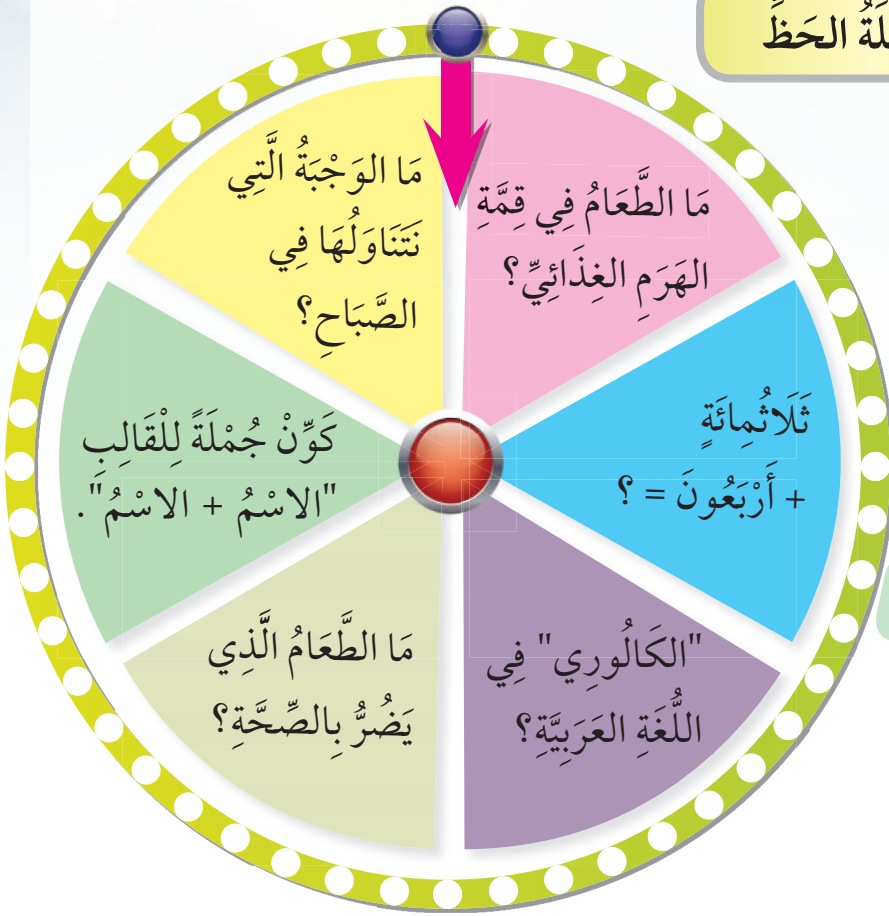 الحَظِّ
مَا الطَّعَامُ فِي قِمَّةِ
الهَرَمِ الغِذَائِيِّ؟
ثَلَاثُمِائَةٍ
+ أَرْبَعُونَ = ؟
"الكَالُورِي" فِي
اللُّغَةِ العَرَبِيَّةِ؟
مَا الطَّعَامُ الَّذِي
يَضُرُّ بِالصِّحَّةِ؟
كَوِّنْ جُمْلَةً لِلْقَالِبِ
"الاسْمُ + الاسْمُ".
مَا الوَجْبَةُ الَّتِي
نَتَنَاوَلُهَا فِي
الصَّبَاحِ؟